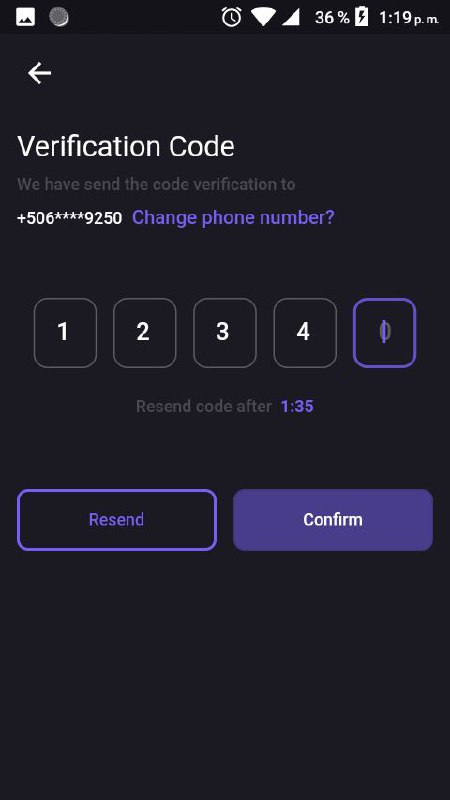 36 % 1:19 p. m.
Verification Code
We have send the code verification to
+506****9250 Change phone number?
1 2 3 4 0
Resend code after 1:35
Resend Confirm